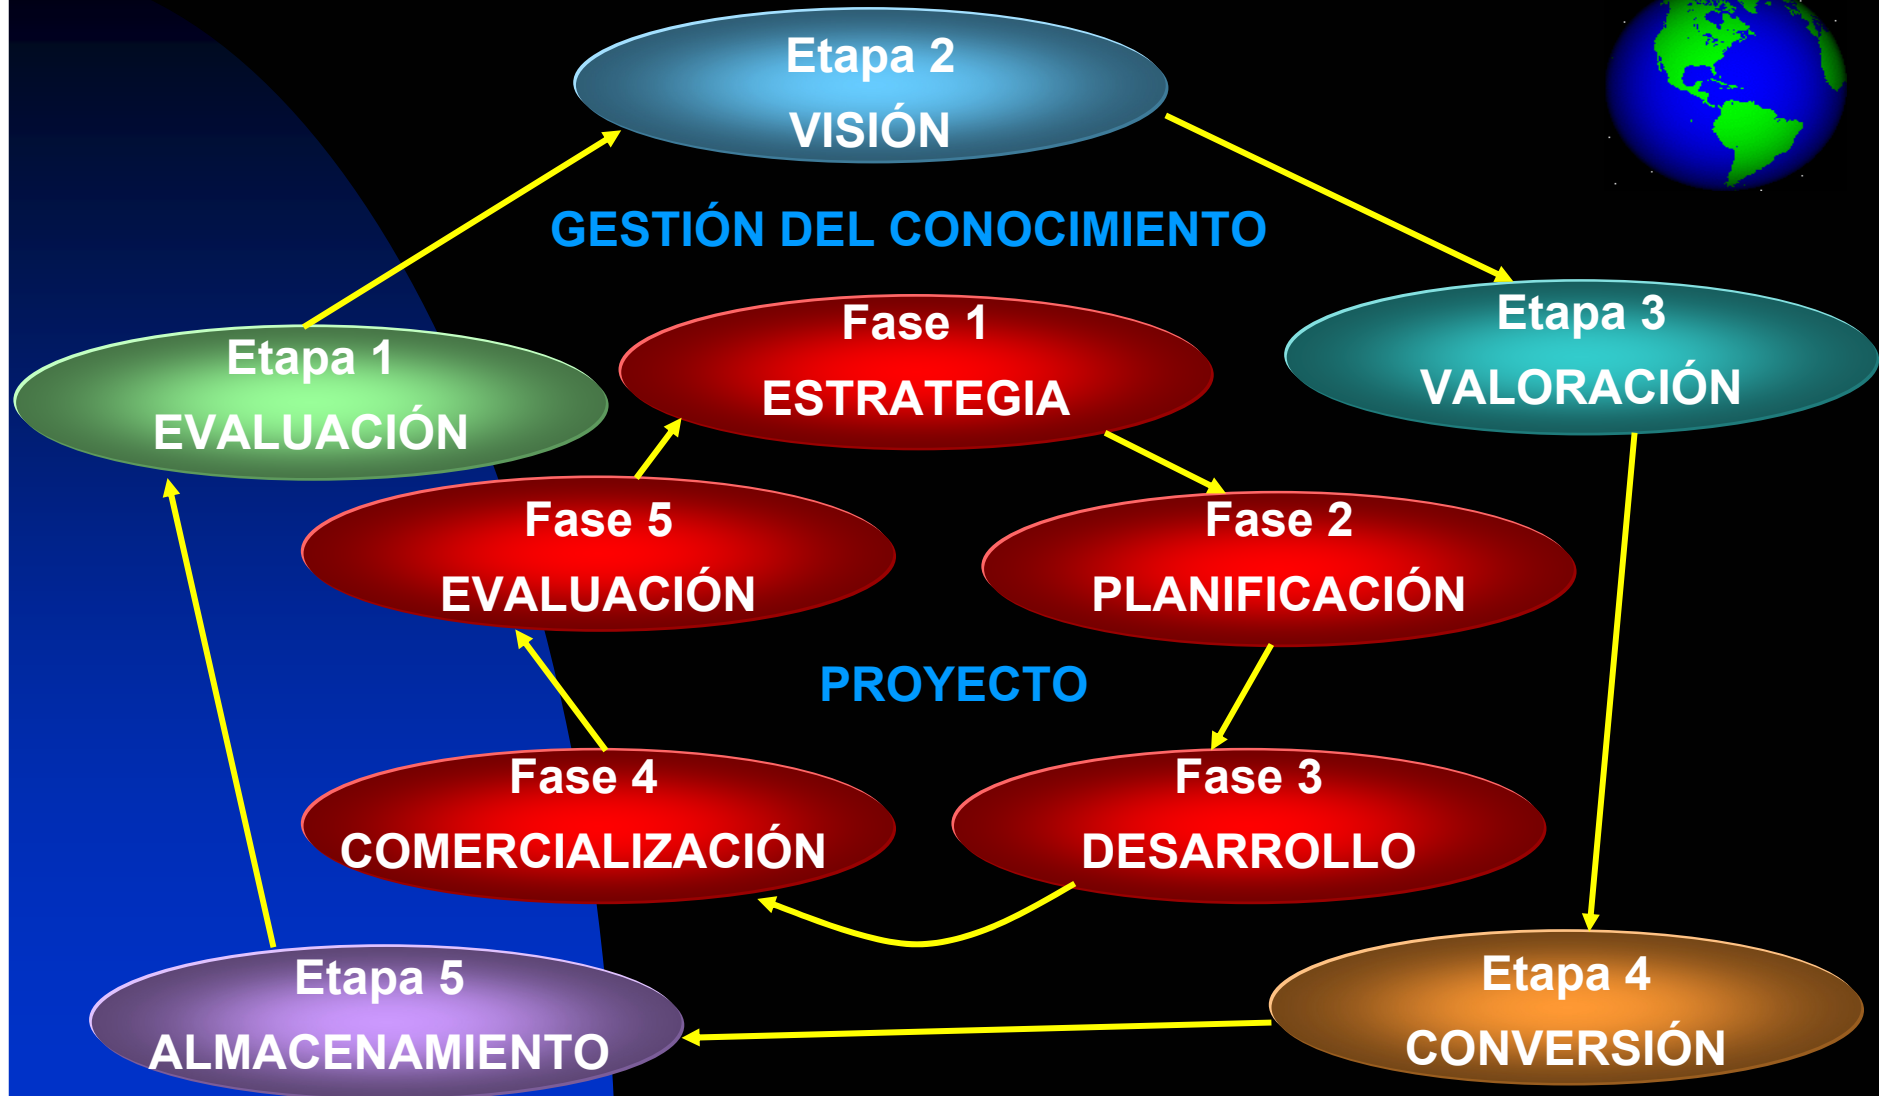 Etapa 2
VISIÓN
GESTIÓN DEL CONOCIMIENTO
Etapa 3
VALORACIÓN
Fase 1
ESTRATEGIA
Etapa 1
EVALUACIÓN
Fase 5
EVALUACIÓN
Fase 2
PLANIFICACIÓN
PROYECTO
Fase 4
COMERCIALIZACIÓN
Fase 3
DESARROLLO
Etapa 5
ALMACENAMIENTO
Etapa 4
CONVERSIÓN